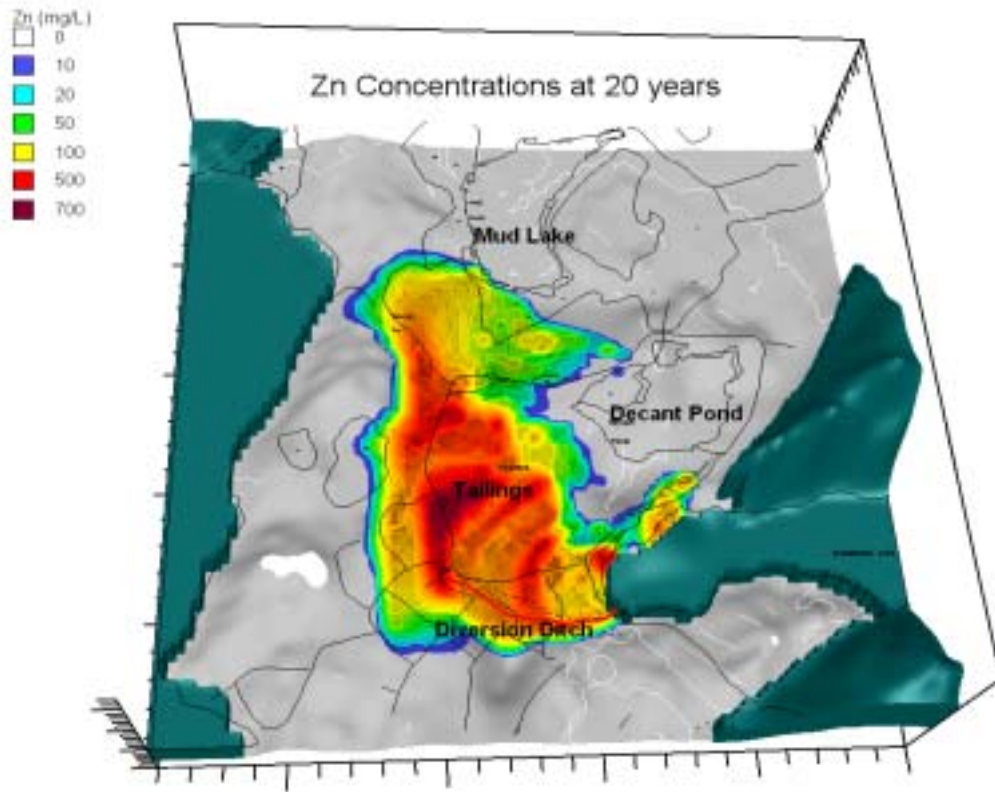 Zn (mg/L)
0
10
20
50
100
500
700
Zn Concentrations at 20 years
Mud Lake
Decant Pond
Tailings
Diversion Ditch